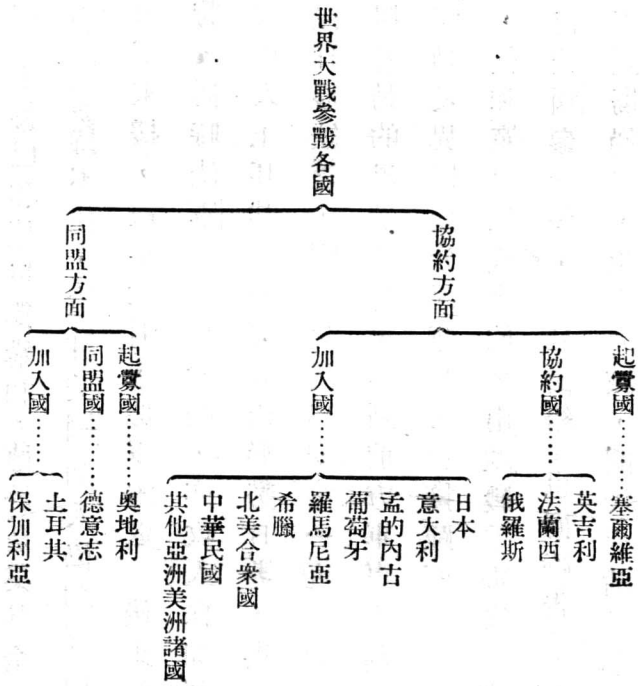 世界大戰參戰各國
協約方面
起釁國……塞爾維亞
協約國……
英吉利
法蘭西
俄羅斯
加入國……
日本
意大利
孟的內古
葡萄牙
羅馬尼亞
希臘
北美合衆國
中華民國
其他亞洲美洲諸國
同盟方面
起釁國……奧地利
同盟國……德意志
加入國……
土耳其
保加利亞